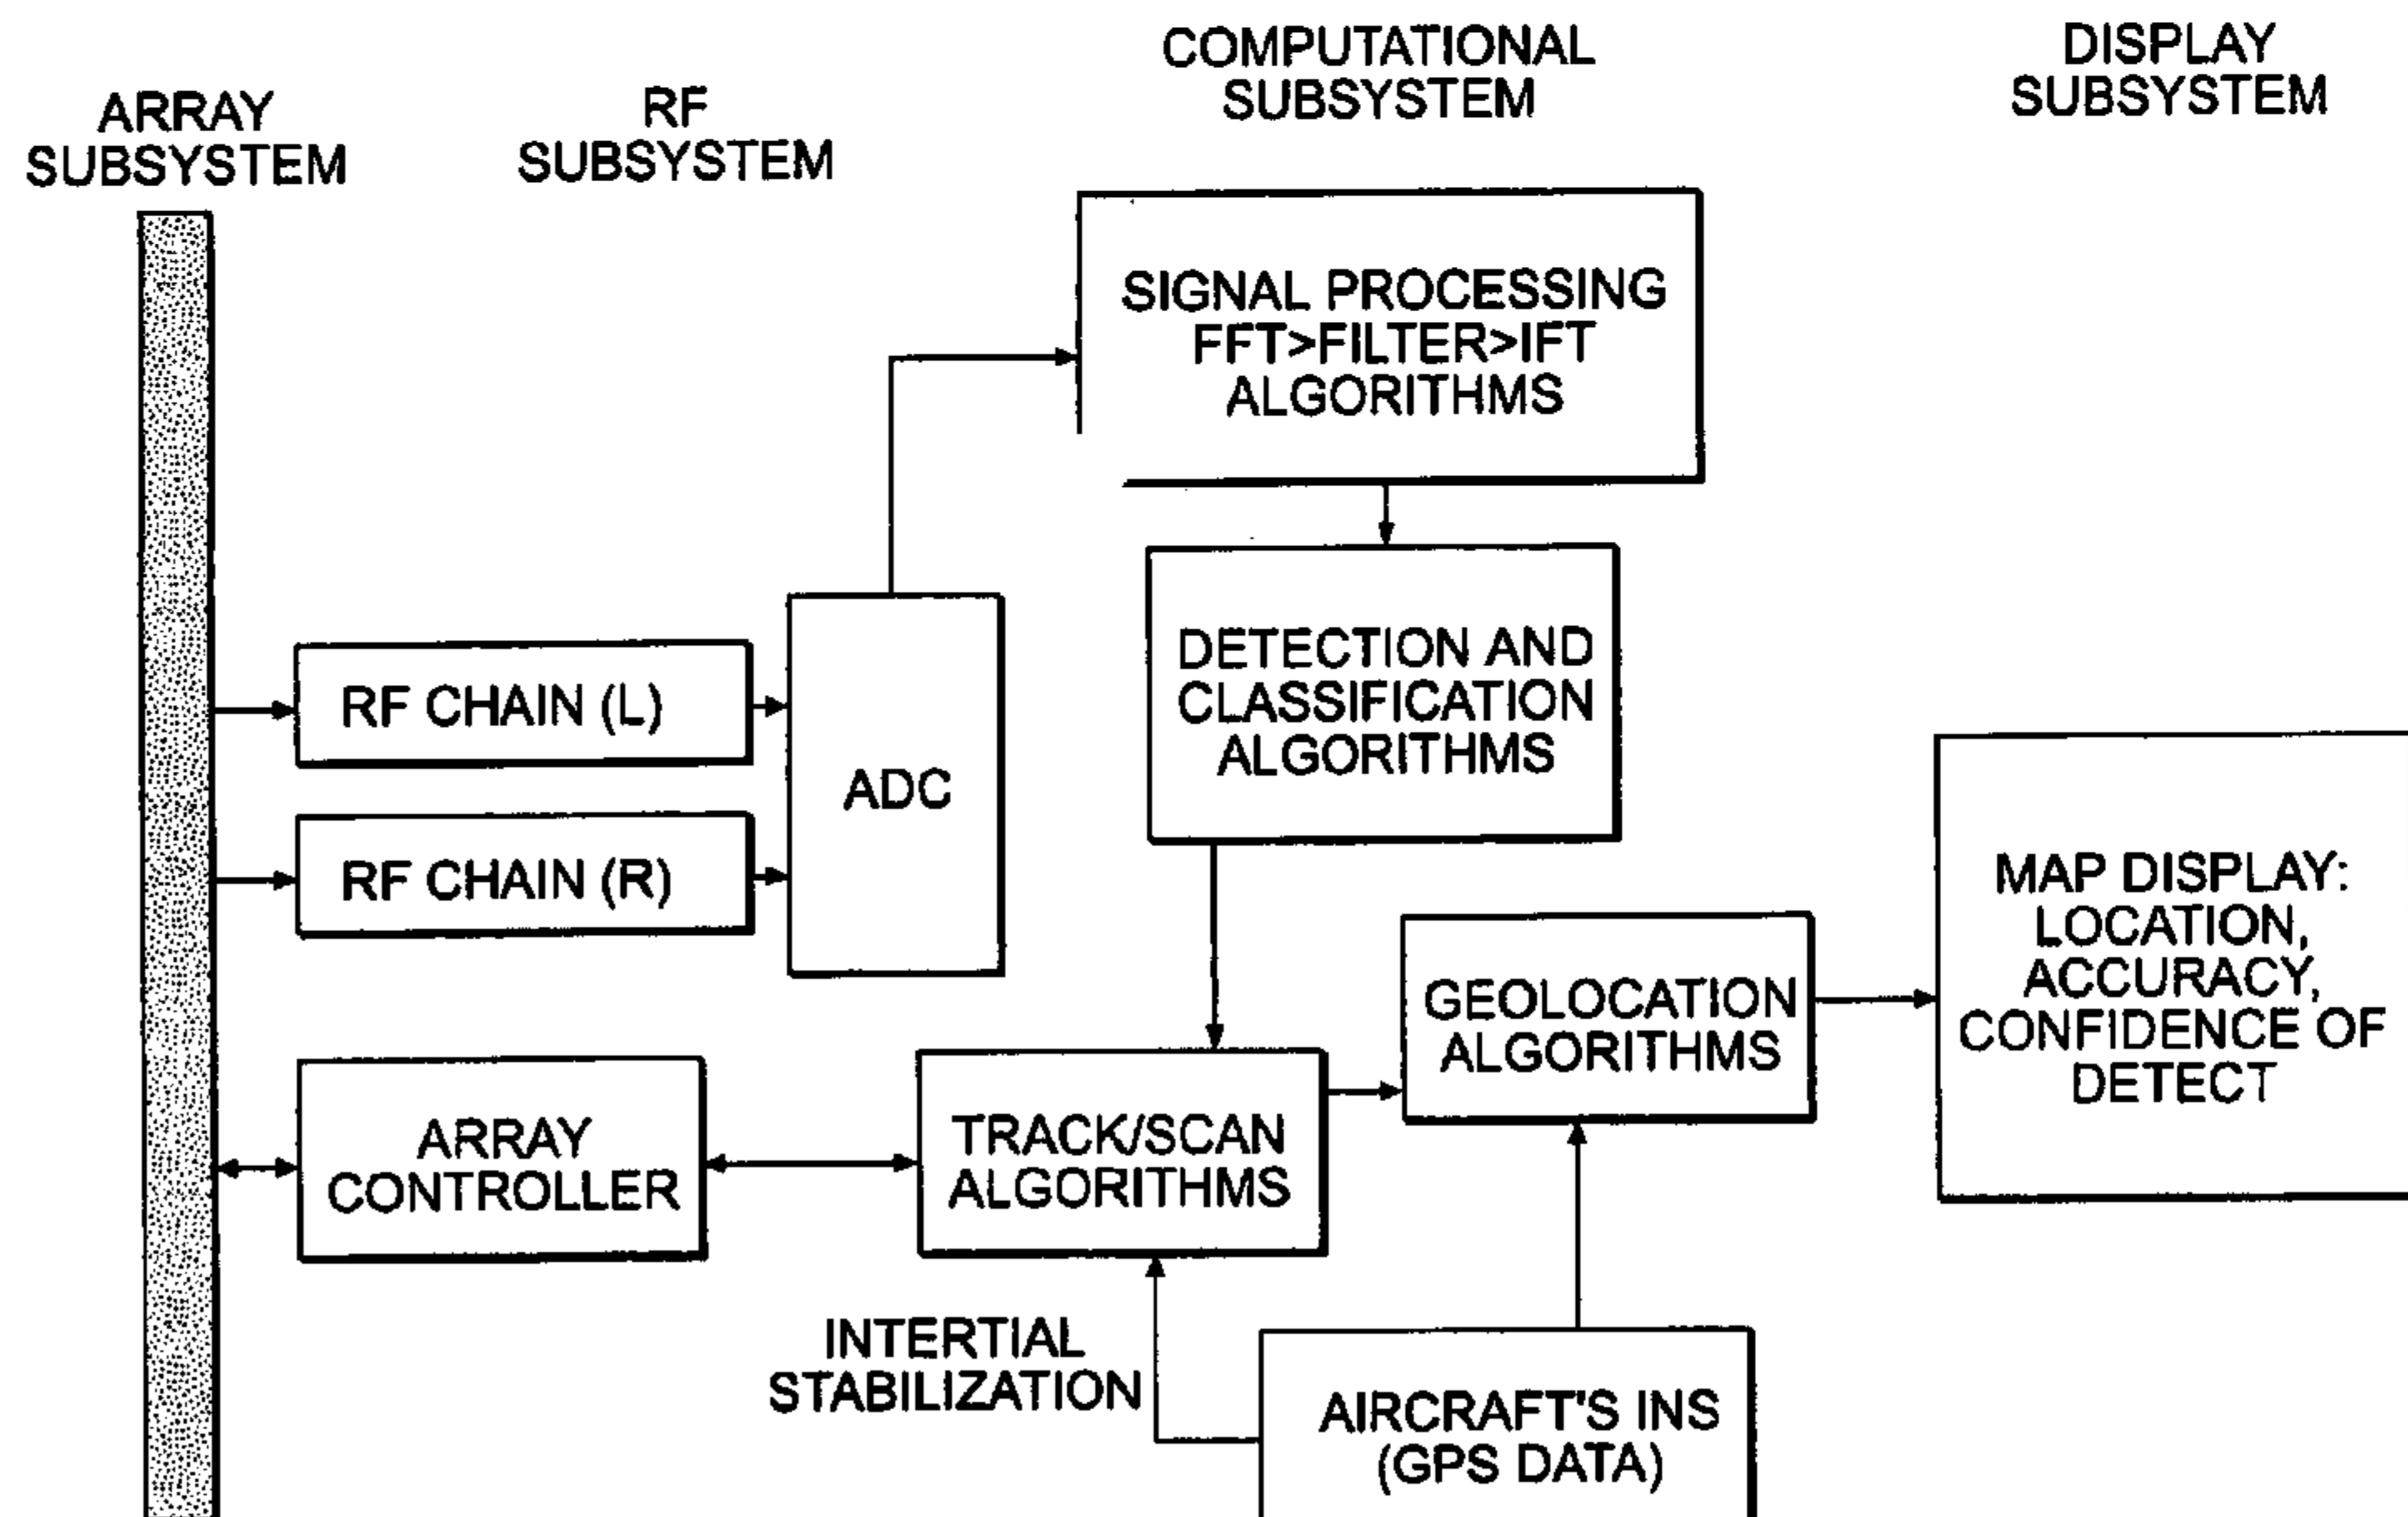 ARRAY
SUBSYSTEM
RF
SUBSYSTEM
COMPUTATIONAL
SUBSYSTEM
DISPLAY
SUBSYSTEM
SIGNAL PROCESSING
FFT>FILTER>IFT
ALGORITHMS
DETECTION AND
CLASSIFICATION
ALGORITHMS
RF CHAIN (L)
RF CHAIN (R)
ADC
ARRAY
CONTROLLER
TRACK/SCAN
ALGORITHMS
GEOLOCATION
ALGORITHMS
MAP DISPLAY:
LOCATION,
ACCURACY,
CONFIDENCE OF
DETECT
INTERTIAL
STABILIZATION
AIRCRAFT'S INS
(GPS DATA)